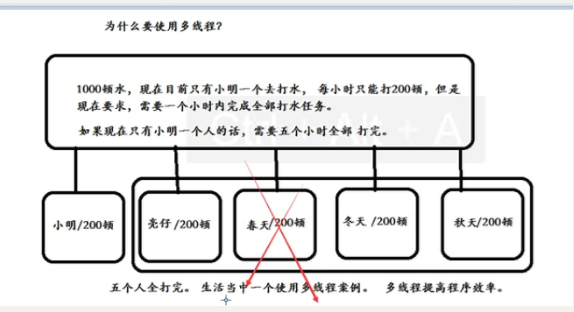 为什么要使用多线程？
1000顿水，现在目前只有小明一个去打水， 每小时只能打200顿，但是
现在要求，需要一个小时内完成全部打水任务。
如果现在只有小明一个人的话，需要五个小时全部 打完。
Ctrl + Alt + A
小明/200顿
亮仔 /200顿
春天/200顿
冬天 /200顿
秋天/200顿
五个人全打完。 生活当中一个使用多线程案例。 多线程提高程序效率。